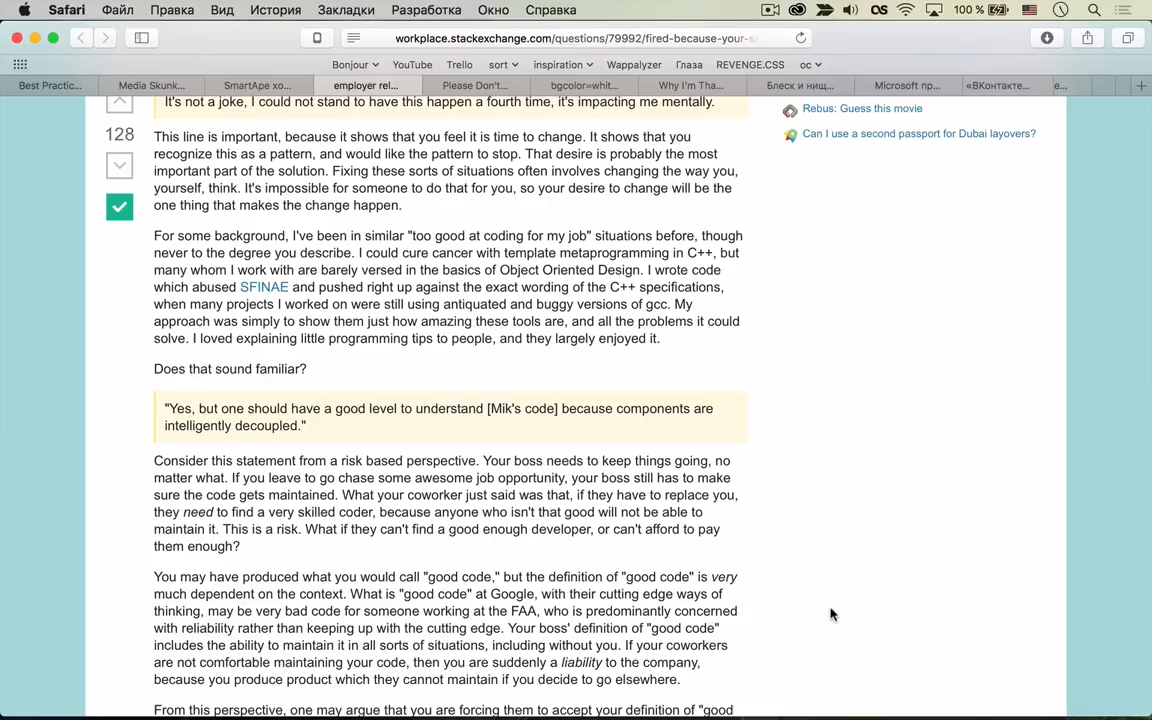 Safari Файл Правка Вид История Закладки Разработка Окно Справка 100 %
workplace.stackexchange.com/questions/79992/fired-because-your-s
Bonjour YouTube Trello sort inspiration Wappalyzer Глаза REVENGE.CSS oc
Best Practic... Media Skunk... SmartApe хо... employer rel... Please Don't... bgcolor=whit... Why I'm Tha... Блеск и нищ... Microsoft пр... «ВКонтакте... е...
It's not a joke, I could not stand to have this happen a fourth time, it's impacting me mentally.
Rebus: Guess this movie
Can I use a second passport for Dubai layovers?
128
This line is important, because it shows that you feel it is time to change. It shows that you
recognize this as a pattern, and would like the pattern to stop. That desire is probably the most
important part of the solution. Fixing these sorts of situations often involves changing the way you,
yourself, think. It's impossible for someone to do that for you, so your desire to change will be the
one thing that makes the change happen.
For some background, I've been in similar "too good at coding for my job" situations before, though
never to the degree you describe. I could cure cancer with template metaprogramming in C++, but
many whom I work with are barely versed in the basics of Object Oriented Design. I wrote code
which abused SFINAE and pushed right up against the exact wording of the C++ specifications,
when many projects I worked on were still using antiquated and buggy versions of gcc. My
approach was simply to show them just how amazing these tools are, and all the problems it could
solve. I loved explaining little programming tips to people, and they largely enjoyed it.
Does that sound familiar?
"Yes, but one should have a good level to understand [Mik's code] because components are
intelligently decoupled."
Consider this statement from a risk based perspective. Your boss needs to keep things going, no
matter what. If you leave to go chase some awesome job opportunity, your boss still has to make
sure the code gets maintained. What your coworker just said was that, if they have to replace you,
they need to find a very skilled coder, because anyone who isn't that good will not be able to
maintain it. This is a risk. What if they can't find a good enough developer, or can't afford to pay
them enough?
You may have produced what you would call "good code," but the definition of "good code" is very
much dependent on the context. What is "good code" at Google, with their cutting edge ways of
thinking, may be very bad code for someone working at the FAA, who is predominantly concerned
with reliability rather than keeping up with the cutting edge. Your boss' definition of "good code"
includes the ability to maintain it in all sorts of situations, including without you. If your coworkers
are not comfortable maintaining your code, then you are suddenly a liability to the company,
because you produce product which they cannot maintain if you decide to go elsewhere.
From this perspective, one may argue that you are forcing them to accept your definition of "good